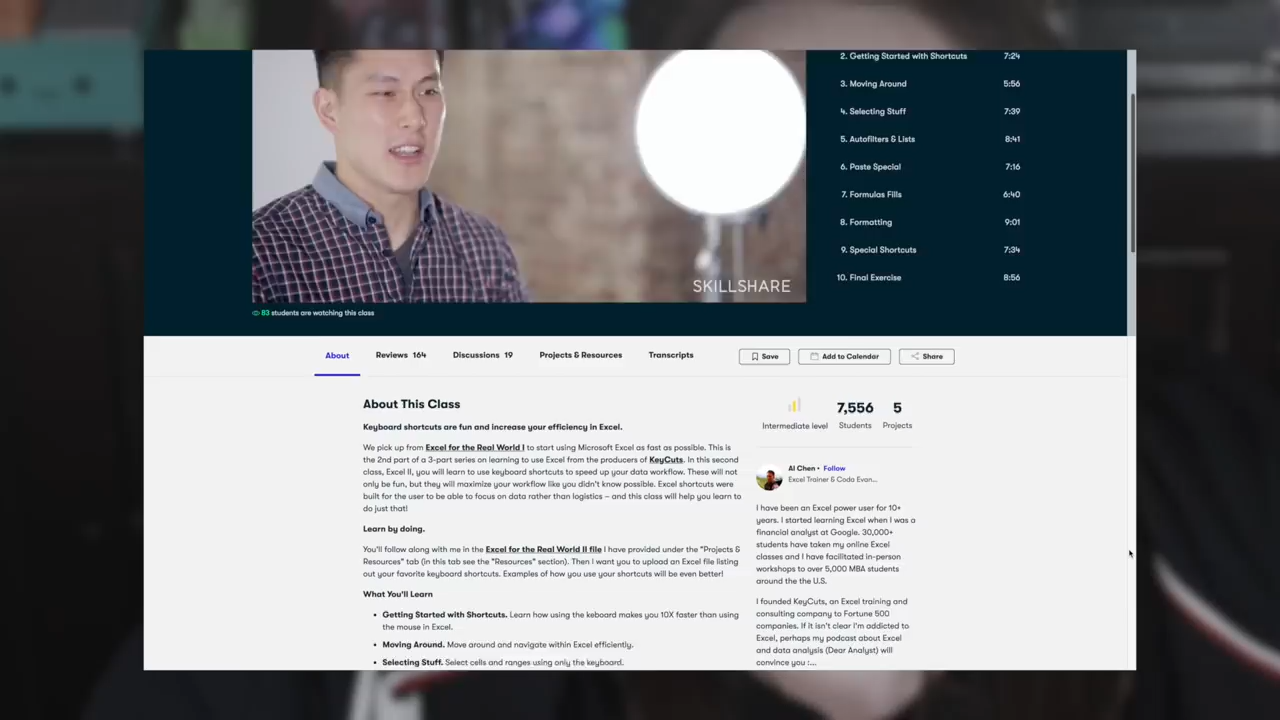 2. Getting Started with Shortcuts 7:24
3. Moving Around 5:56
4. Selecting Stuff 7:39
5. Autofilters & Lists 8:41
6. Paste Special 7:16
7. Formulas Fills 6:40
8. Formatting 9:01
9. Special Shortcuts 7:34
10. Final Exercise 8:56
SKILLSHARE
83 students are watching this class
About Reviews 164 Discussions 19 Projects & Resources Transcripts Save Add to Calendar Share
About This Class
Keyboard shortcuts are fun and increase your efficiency in Excel.
We pick up from Excel for the Real World I to start using Microsoft Excel as fast as possible. This is
the 2nd part of a 3-part series on learning to use Excel from the producers of KeyCuts. In this second
class, Excel II, you will learn to use keyboard shortcuts to speed up your data workflow. These will not
only be fun, but they will maximize your workflow like you didn't know possible. Excel shortcuts were
built for the user to be able to focus on data rather than logistics – and this class will help you learn to
do just that!
Learn by doing.
You'll follow along with me in the Excel for the Real World II file I have provided under the "Projects &
Resources" tab (in this tab see the "Resources" section). Then I want you to upload an Excel file listing
out your favorite keyboard shortcuts. Examples of how you use your shortcuts will be even better!
What You'll Learn
• Getting Started with Shortcuts. Learn how using the keboard makes you 10X faster than using
the mouse in Excel.
• Moving Around. Move around and navigate within Excel efficiently.
• Selecting Stuff. Select cells and ranges using only the keyboard.
7,556 5
Intermediate level Students Projects
Al Chen • Follow
Excel Trainer & Coda Evan...
I have been an Excel power user for 10+
years. I started learning Excel when I was a
financial analyst at Google. 30,000+
students have taken my online Excel
classes and I have facilitated in-person
workshops to over 5,000 MBA students
around the the U.S.
I founded KeyCuts, an Excel training and
consulting company to Fortune 500
companies. If it isn't clear I'm addicted to
Excel, perhaps my podcast about Excel
and data analysis (Dear Analyst) will
convince you :...